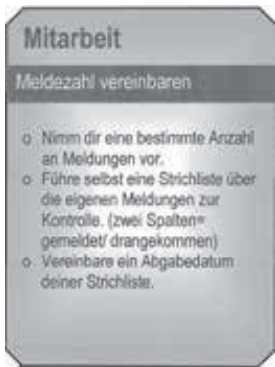 Mitarbeit
Meldezahl vereinbaren
o Nimm dir eine bestimmte Anzahl
an Meldungen vor.
o Führe selbst eine Strichliste über
die eigenen Meldungen zur
Kontrolle. (zwei Spalten=
gemeldet/ drangekommen)
o Vereinbare ein Abgabedatum
deiner Strichliste.